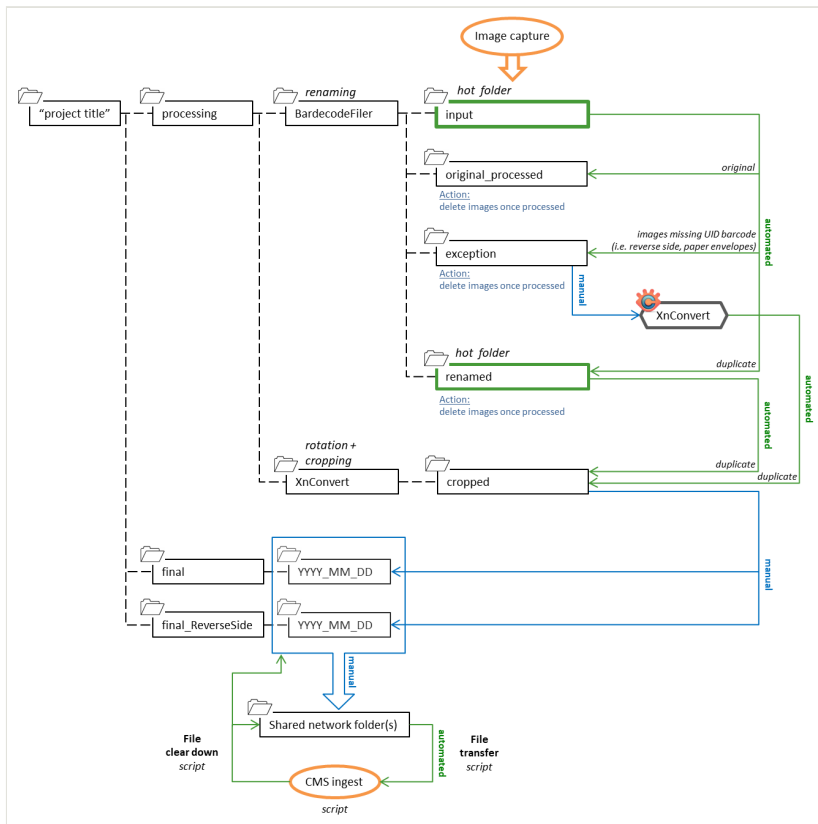 Image capture
renaming
hot folder
"project title"
processing
BardecodeFiler
input
original
original_processed
Action:
delete images once processed
automated
images missing UID barcode
(i.e. reverse side, paper envelopes)
exception
Action:
delete images once processed
manual
XnConvert
hot folder
duplicate
renamed
Action:
delete images once processed
automated
automated
rotation +
cropping
duplicate
XnConvert
cropped
duplicate
manual
final
YYYY_MM_DD
final_ReverseSide
YYYY_MM_DD
manual
Shared network folder(s)
File
clear down
script
automated
File
transfer
script
CMS ingest
script